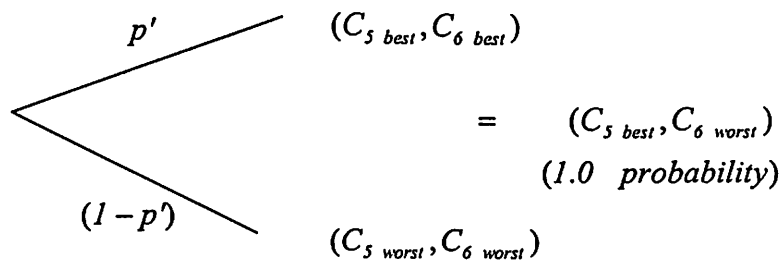 p'
(C5 best, C6 best)
= (C5 best, C6 worst)
(1.0 probability)
(1-p')
(C5 worst, C6 worst)